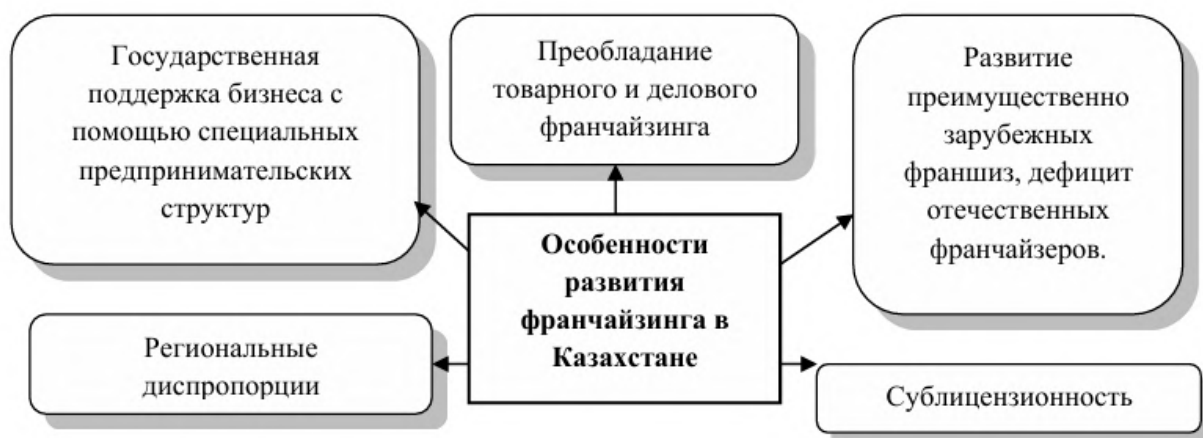 Государственная
поддержка бизнеса с
помощью специальных
предпринимательских
структур
Преобладание
товарного и делового
франчайзинга
Развитие
преимущественно
зарубежных
франшиз, дефицит
отечественных
франчайзеров.
Особенности
развития
франчайзинга в
Казахстане
Региональные
диспропорции
Сублицензионность